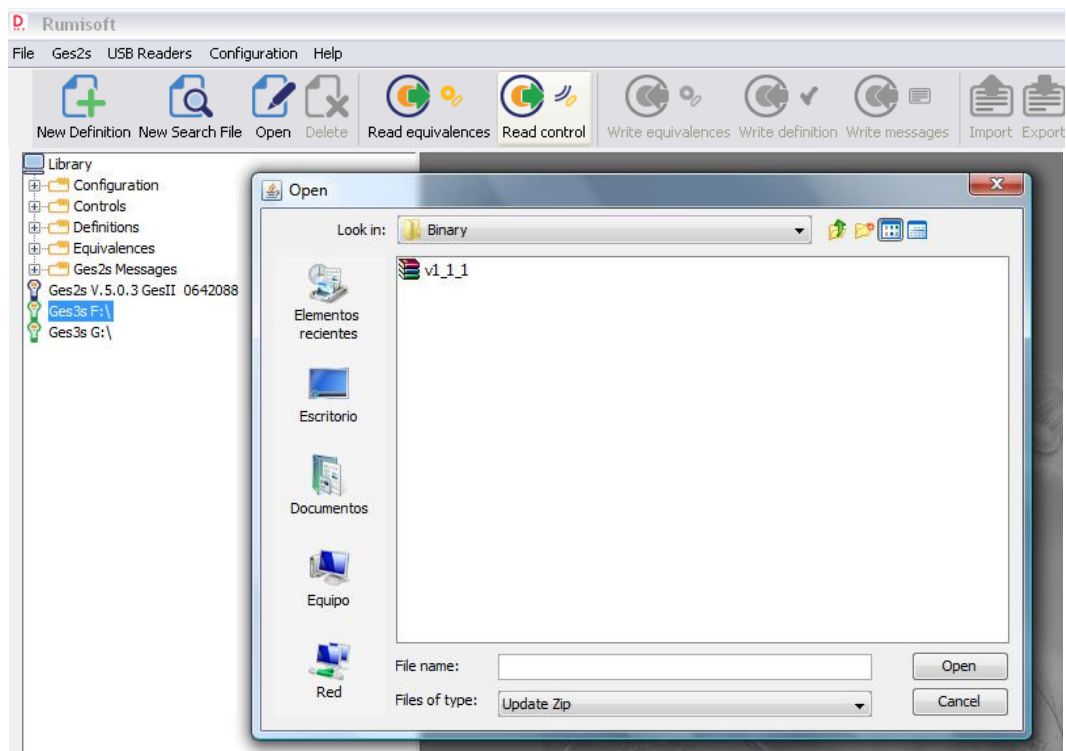 D. Rumisoft
File Ges2s USB Readers Configuration Help
New Definition New Search File Open Delete Read equivalences Read control Write equivalences Write definition Write messages Import Export
Library
Configuration
Controls
Definitions
Equivalences
Ges2s Messages
Ges2s V.5.0.3 GesII 0642088
Ges3s F:\
Ges3s G:\
Open
Look in: Binary
v1_1_1
Elementos
recientes
Escritorio
Documentos
Equipo
Red
File name:
Open
Files of type: Update Zip
Cancel